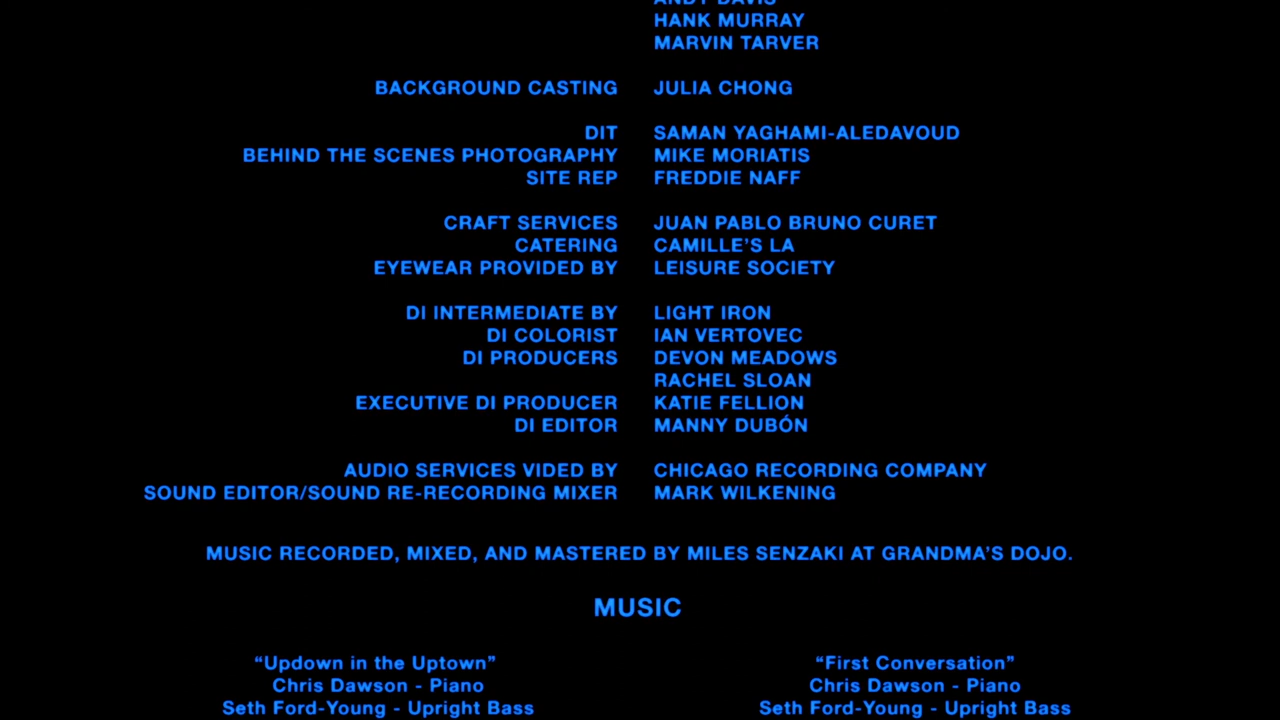 ANDY DAVIS
HANK MURRAY
MARVIN TARVER
BACKGROUND CASTING JULIA CHONG
DIT SAMAN YAGHAMI-ALEDAVOUD
BEHIND THE SCENES PHOTOGRAPHY MIKE MORIATIS
SITE REP FREDDIE NAFF
CRAFT SERVICES JUAN PABLO BRUNO CURET
CATERING CAMILLE’S LA
EYEWEAR PROVIDED BY LEISURE SOCIETY
DI INTERMEDIATE BY LIGHT IRON
DI COLORIST IAN VERTOVEC
DI PRODUCERS DEVON MEADOWS
RACHEL SLOAN
EXECUTIVE DI PRODUCER KATIE FELLION
DI EDITOR MANNY DUBÓN
AUDIO SERVICES VIDED BY CHICAGO RECORDING COMPANY
SOUND EDITOR/SOUND RE-RECORDING MIXER MARK WILKENING
MUSIC RECORDED, MIXED, AND MASTERED BY MILES SENZAKI AT GRANDMA’S DOJO.
MUSIC
“Updown in the Uptown”
Chris Dawson - Piano
Seth Ford-Young - Upright Bass
“First Conversation”
Chris Dawson - Piano
Seth Ford-Young - Upright Bass